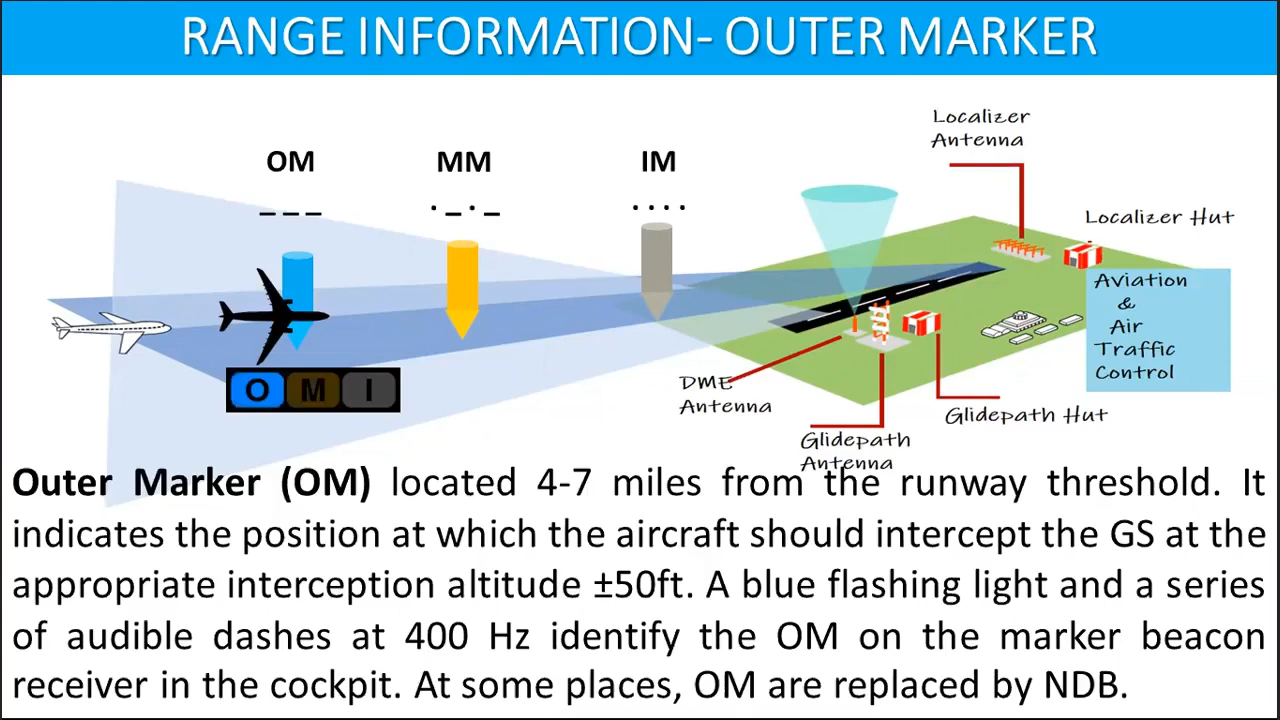 RANGE INFORMATION- OUTER MARKER
Localizer
Antenna
OM
MM
IM
_ _ _
. _ . _
. . . .
Localizer Hut
Aviation
&
Air
Traffic
Control
O M I
DME
Antenna
Glidepath Hut
Glidepath
Antenna
Outer Marker (OM) located 4-7 miles from the runway threshold. It
indicates the position at which the aircraft should intercept the GS at the
appropriate interception altitude ±50ft. A blue flashing light and a series
of audible dashes at 400 Hz identify the OM on the marker beacon
receiver in the cockpit. At some places, OM are replaced by NDB.